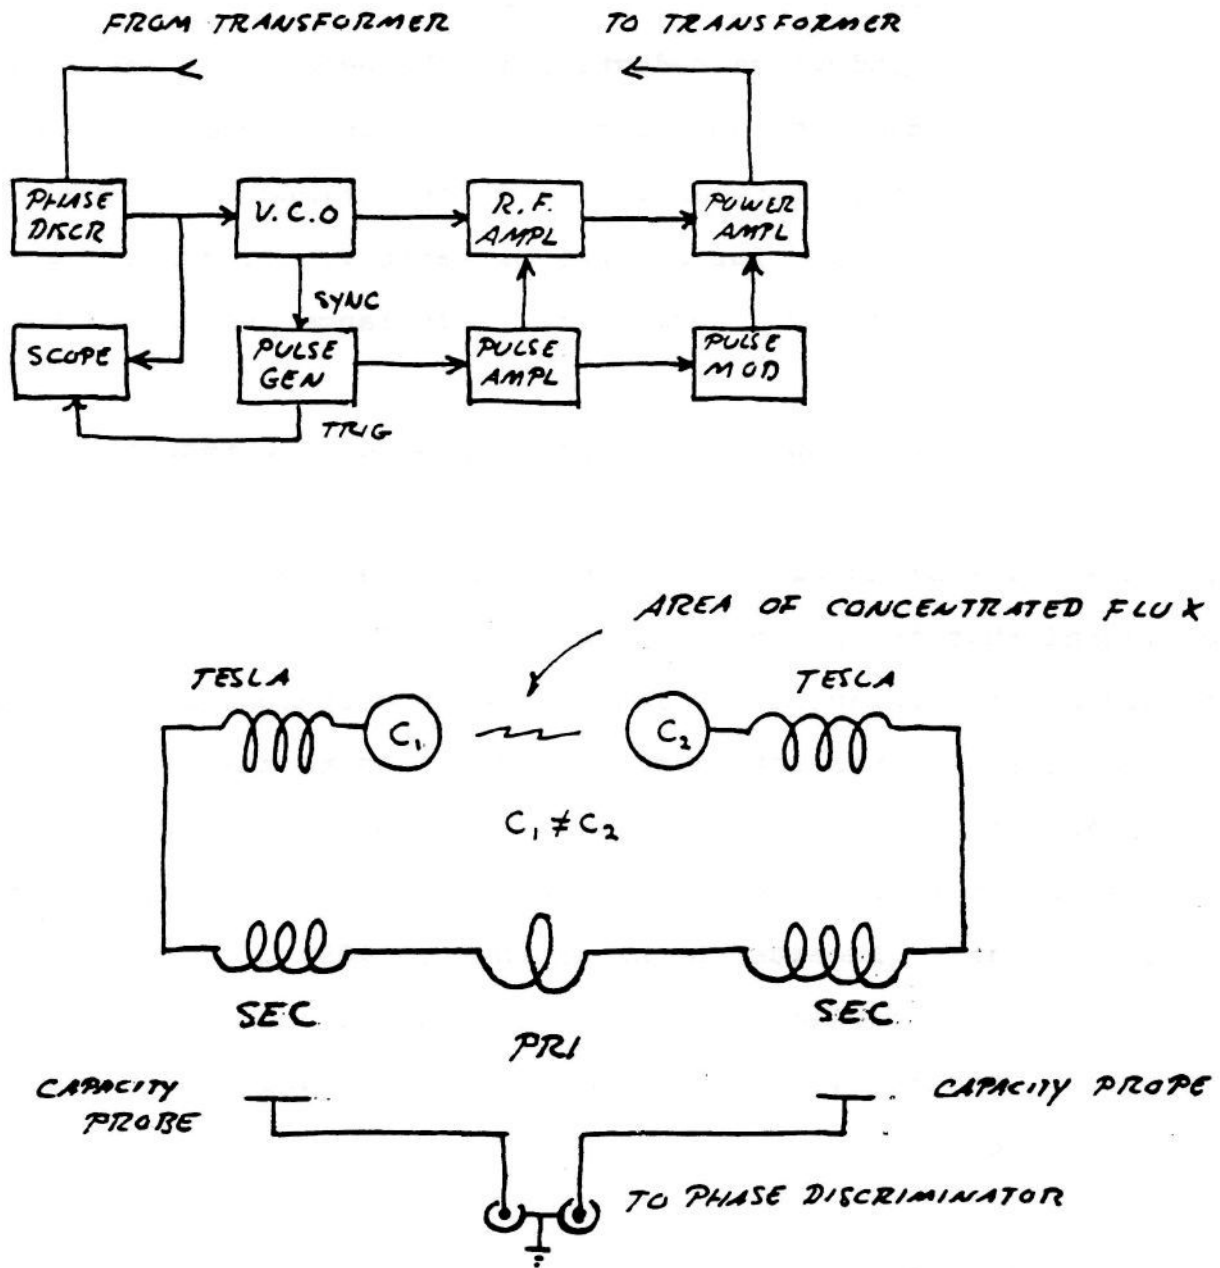 FROM TRANSFORMER
TO TRANSFORMER
PHASE
DISCR
V.C.O
R.F.
AMPL
POWER
AMPL
SYNC
SCOPE
PULSE
GEN
PULSE
AMPL
PULSE
MOD
TRIG
AREA OF CONCENTRATED FLUX
TESLA
TESLA
C₁
C₂
C₁ ≠ C₂
SEC.
PRI
SEC.
CAPACITY
PROBE
CAPACITY PROPE
TO PHASE DISCRIMINATOR